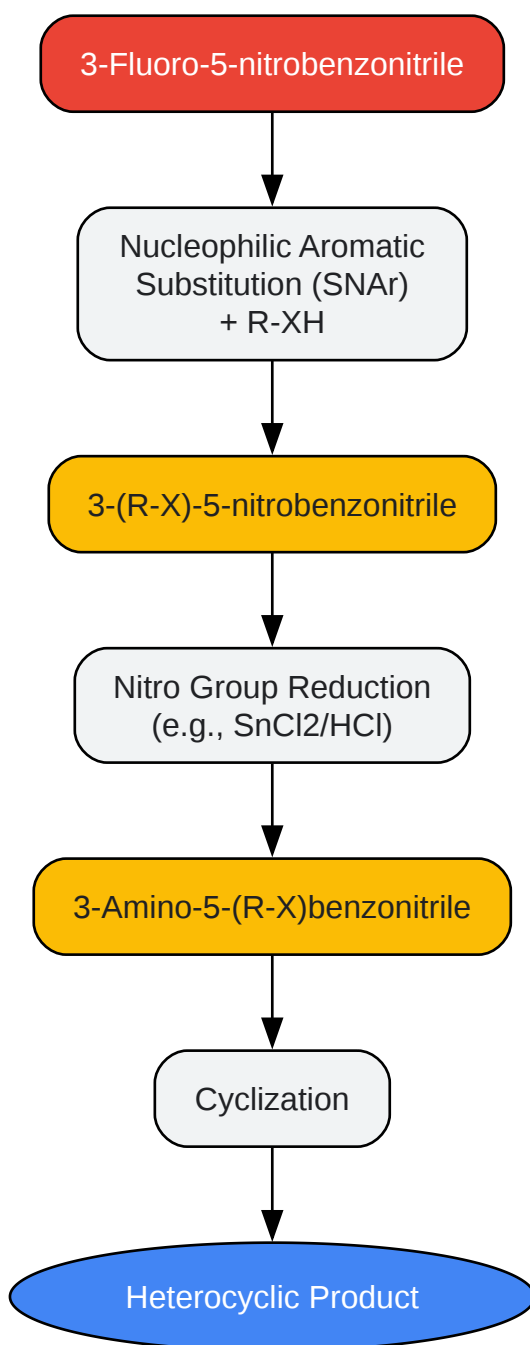 3-Fluoro-5-nitrobenzonitrile
Nucleophilic Aromatic
Substitution (SNAr)
+ R-XH
3-(R-X)-5-nitrobenzonitrile
Nitro Group Reduction
(e.g., SnCl2/HCl)
3-Amino-5-(R-X)benzonitrile
Cyclization
Heterocyclic Product